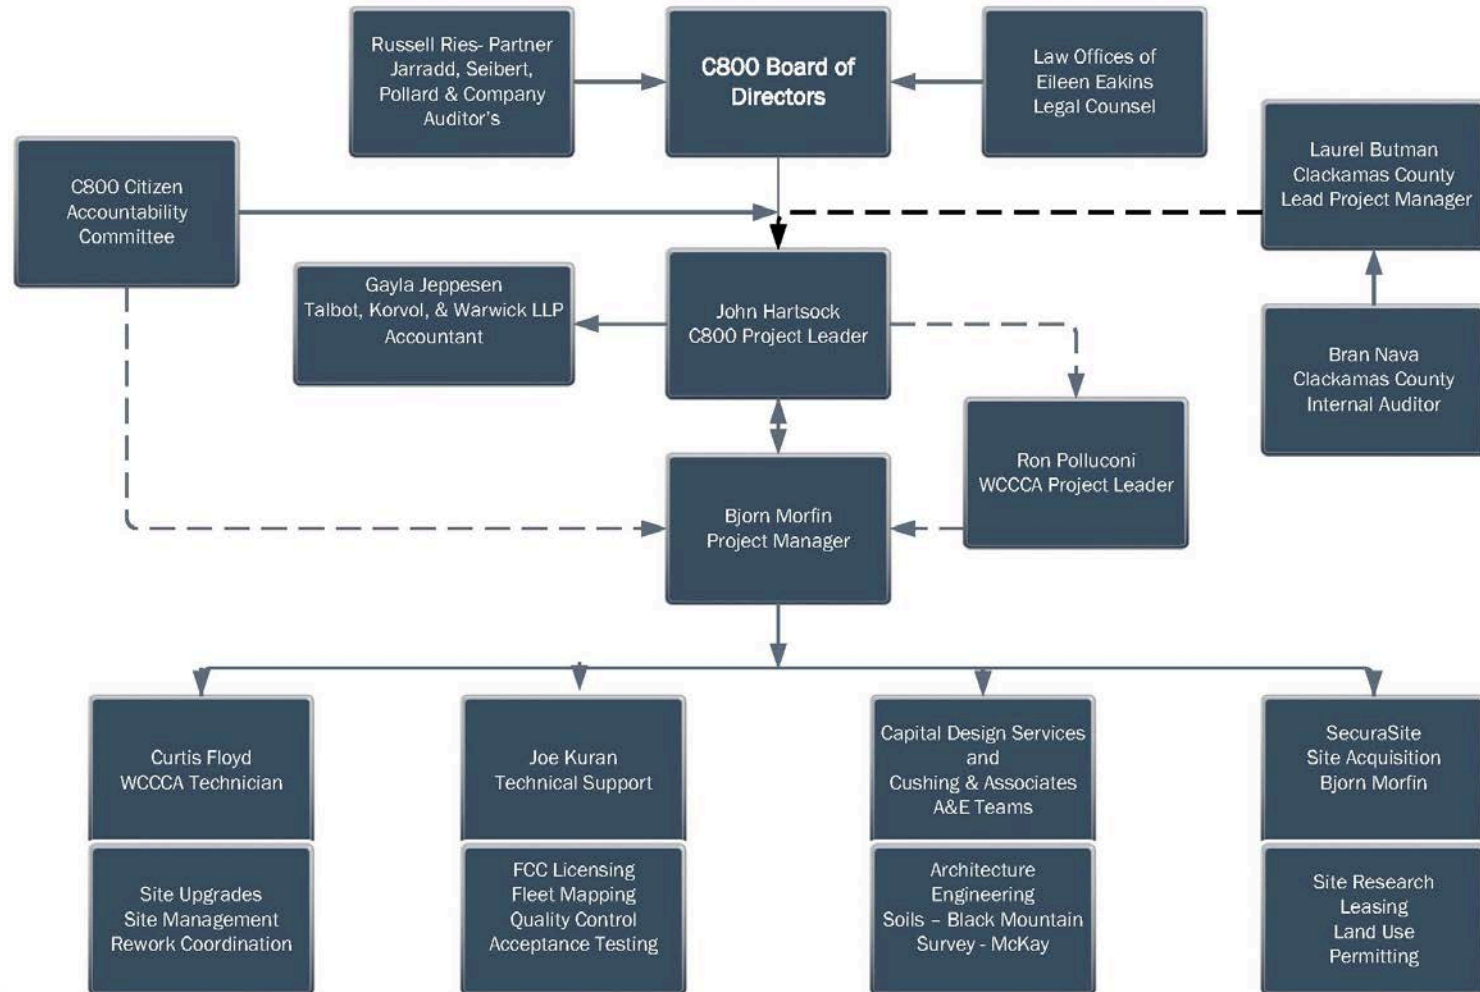 Russell Ries- Partner
Jarradd, Seibert,
Pollard & Company
Auditor's
C800 Board of
Directors
Law Offices of
Eileen Eakins
Legal Counsel
Laurel Butman
Clackamas County
Lead Project Manager
C800 Citizen
Accountability
Committee
Gayla Jeppesen
Talbot, Korvol, & Warwick LLP
Accountant
John Hartsock
C800 Project Leader
Bran Nava
Clackamas County
Internal Auditor
Ron Polluconi
WCCCA Project Leader
Bjorn Morfin
Project Manager
Curtis Floyd
WCCCA Technician
Joe Kuran
Technical Support
Capital Design Services
and
Cushing & Associates
A&E Teams
SecuraSite
Site Acquisition
Bjorn Morfin
Site Upgrades
Site Management
Rework Coordination
FCC Licensing
Fleet Mapping
Quality Control
Acceptance Testing
Architecture
Engineering
Soils – Black Mountain
Survey - McKay
Site Research
Leasing
Land Use
Permitting